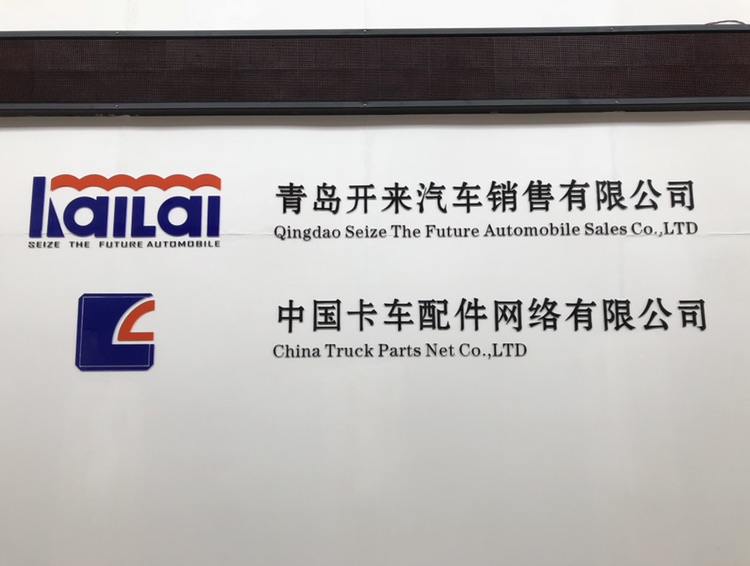 kaiLai
SEIZE THE FUTURE AUTOMOBILE
青岛开来汽车销售有限公司
Qingdao Seize The Future Automobile Sales Co.,LTD
中国卡车配件网络有限公司
China Truck Parts Net Co.,LTD